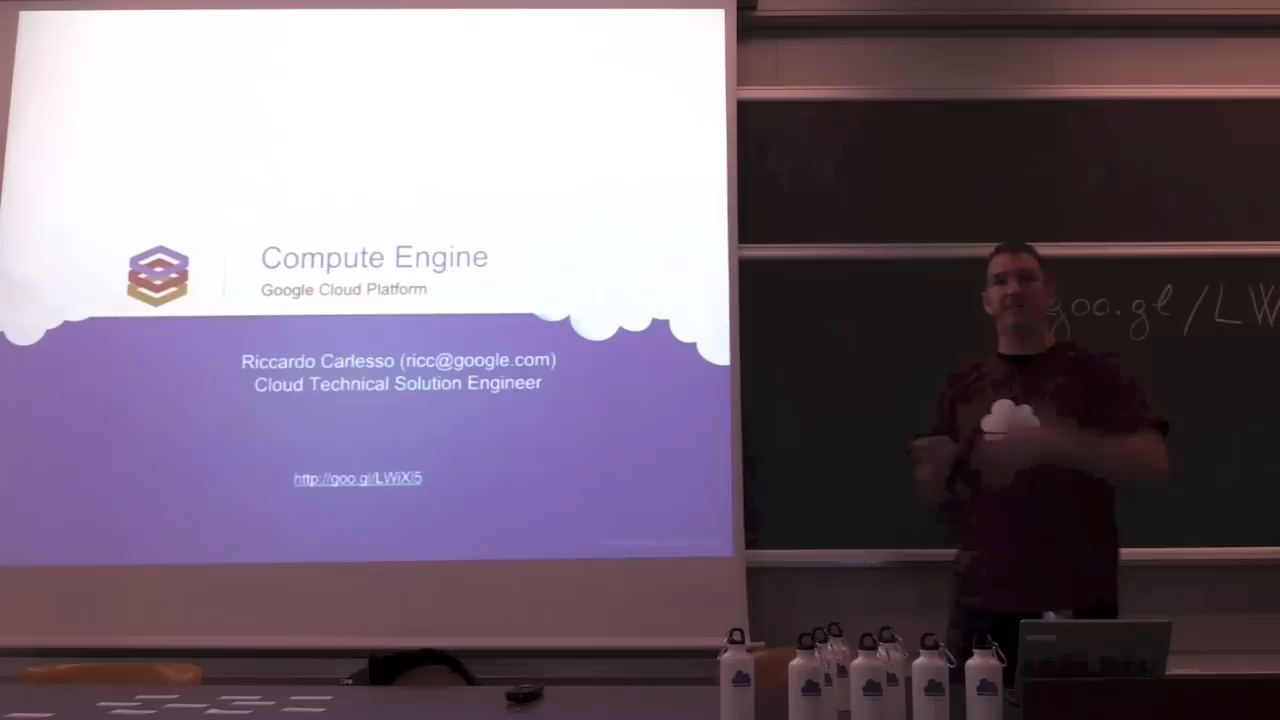 Compute Engine
Google Cloud Platform
Riccardo Carlesso (ricc@google.com)
Cloud Technical Solution Engineer
http://goo.gl/LWiXi5
goo.gl/LW